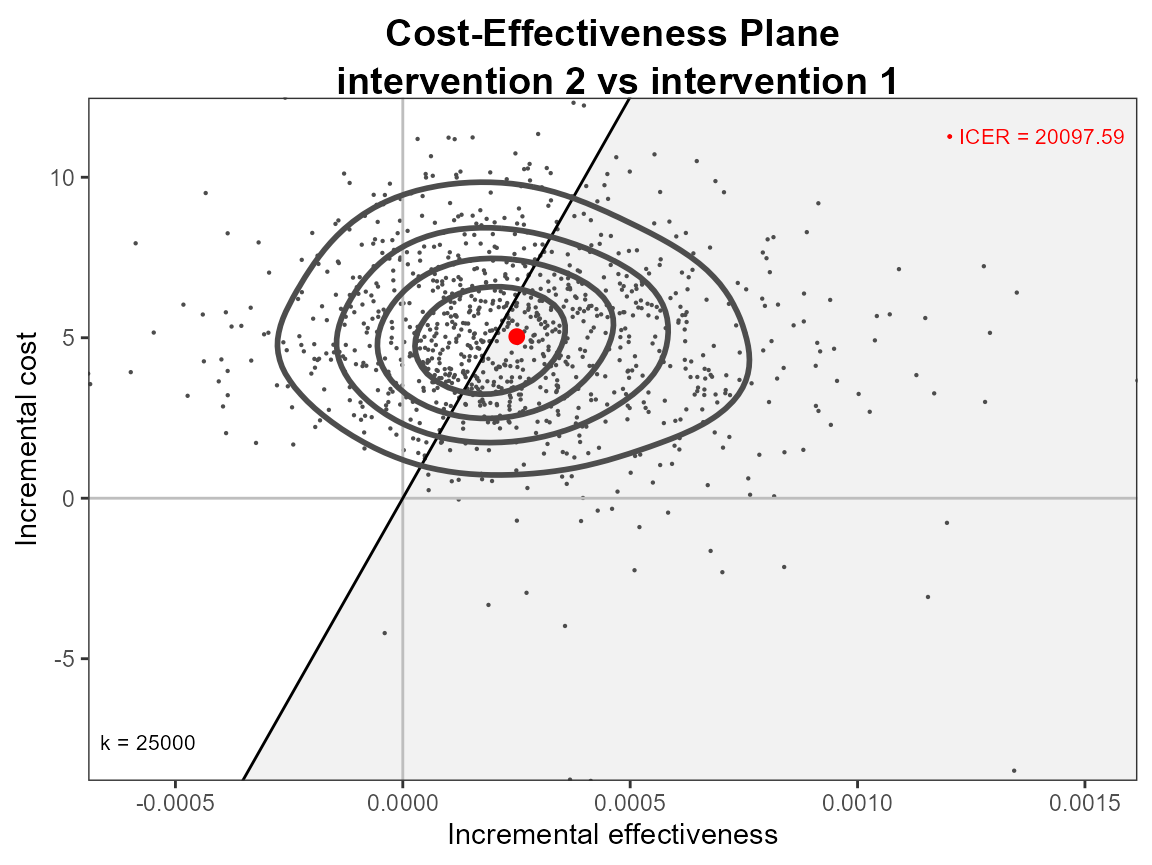 Cost-Effectiveness Plane
intervention 2 vs intervention 1
• ICER = 20097.59
10
5
0
-5
Incremental cost
k = 25000
-0.0005 0.0000 0.0005 0.0010 0.0015
Incremental effectiveness